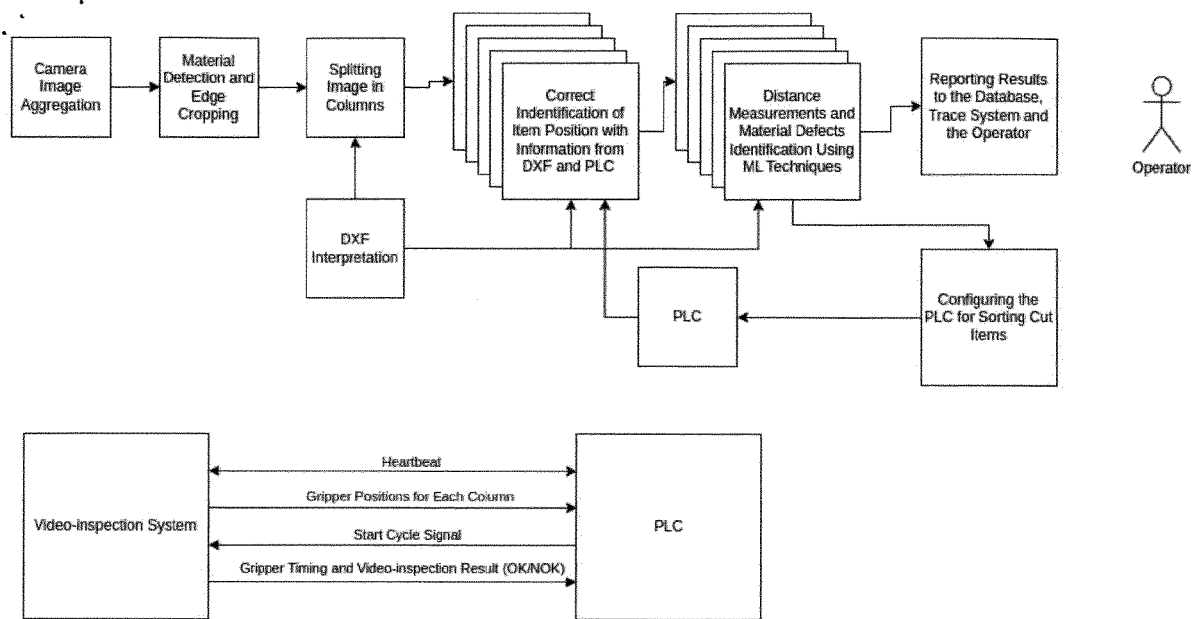 Camera
Image
Aggregation
Material
Detection and
Edge
Cropping
Splitting
Image in
Columns
Correct
Indentification of
Item Position with
Information from
DXF and PLC
Distance
Measurements and
Material Defects
Identification Using
ML Techniques
Reporting Results
to the Database,
Trace System and
the Operator
Operator
DXF
Interpretation
PLC
Configuring the
PLC for Sorting Cut
Items
Video-inspection System
Heartbeat
Gripper Positions for Each Column
Start Cycle Signal
Gripper Timing and Video-inspection Result (OK/NOK)
PLC